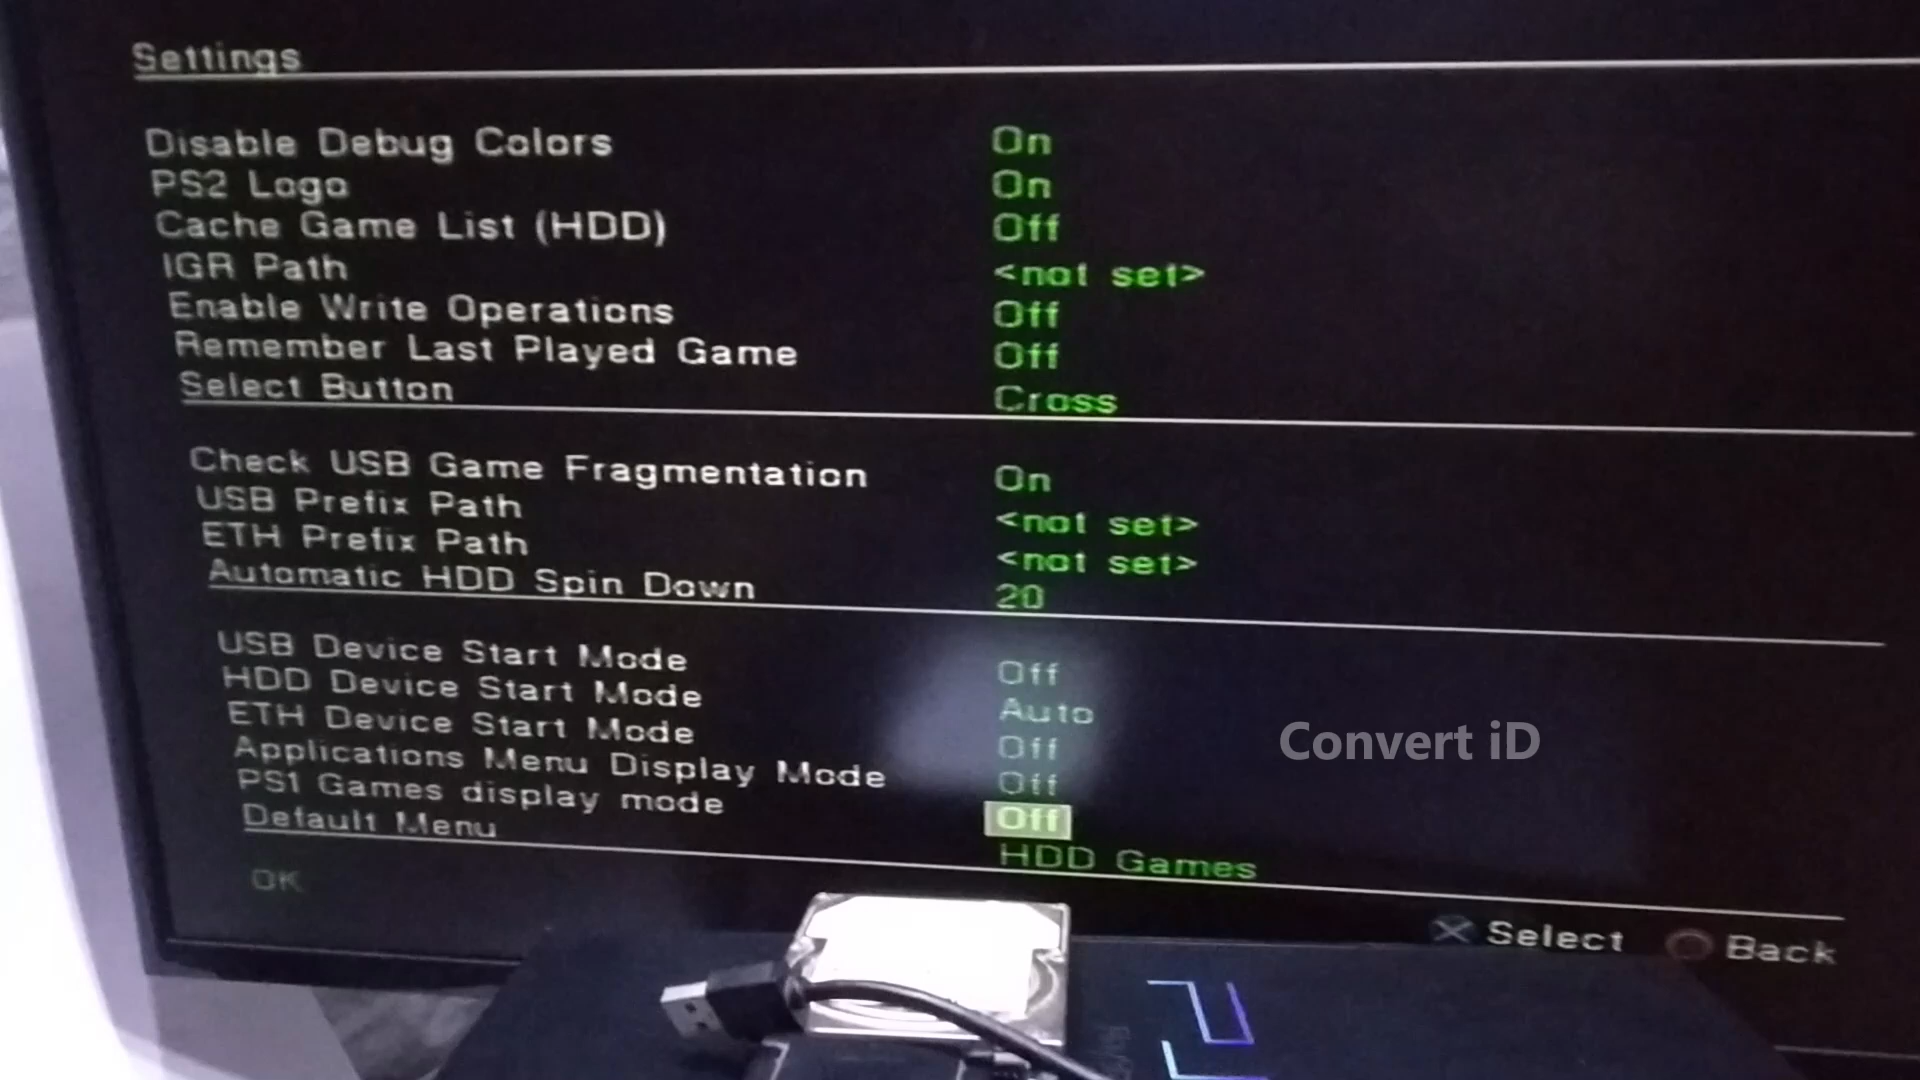 Settings
Disable Debug Colors On
PS2 Logo On
Cache Game List (HDD) Off
IGR Path <not set>
Enable Write Operations Off
Remember Last Played Game Off
Select Button Cross
Check USB Game Fragmentation On
USB Prefix Path <not set>
ETH Prefix Path <not set>
Automatic HDD Spin Down 20
USB Device Start Mode Off
HDD Device Start Mode Auto
ETH Device Start Mode Off
Applications Menu Display Mode Off
PS1 Games display mode Off
Default Menu HDD Games
OK
Select Back
Convert iD